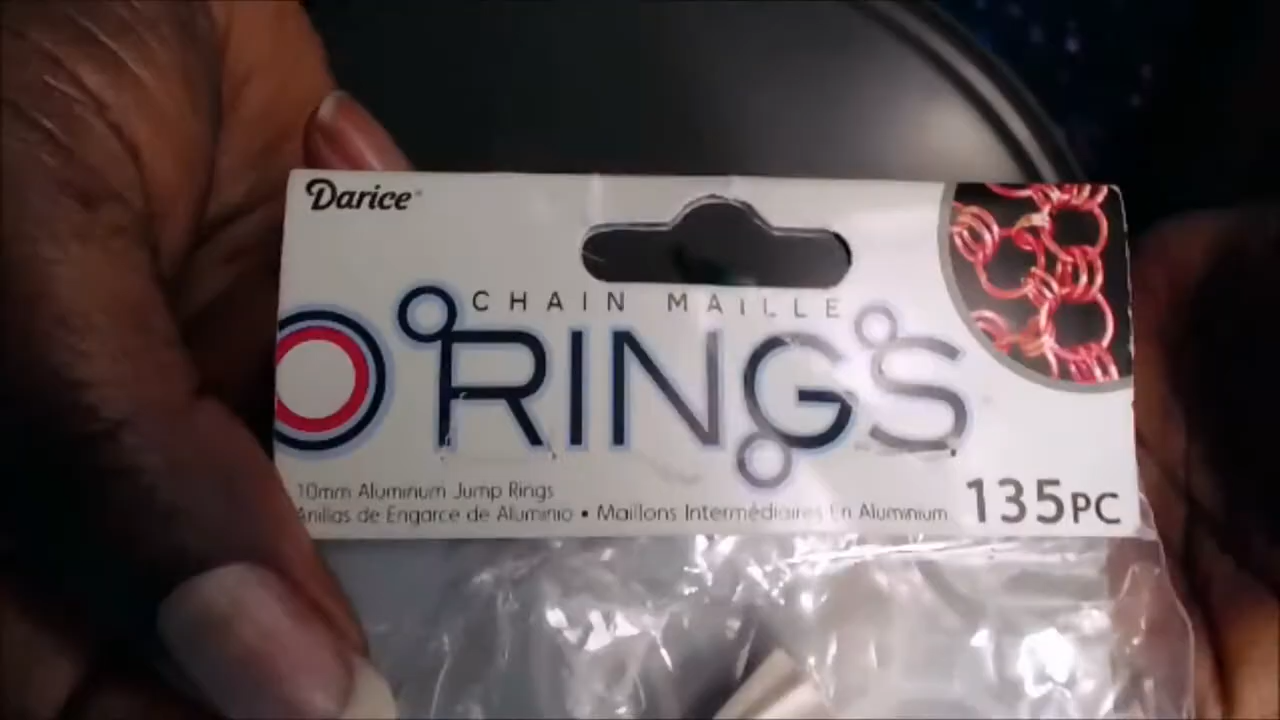 Darice®
CHAIN MAILLE
O'RINGS
10mm Aluminum Jump Rings
Anillas de Engarce de Aluminio • Maillons Intermédiaires En Aluminium
135PC